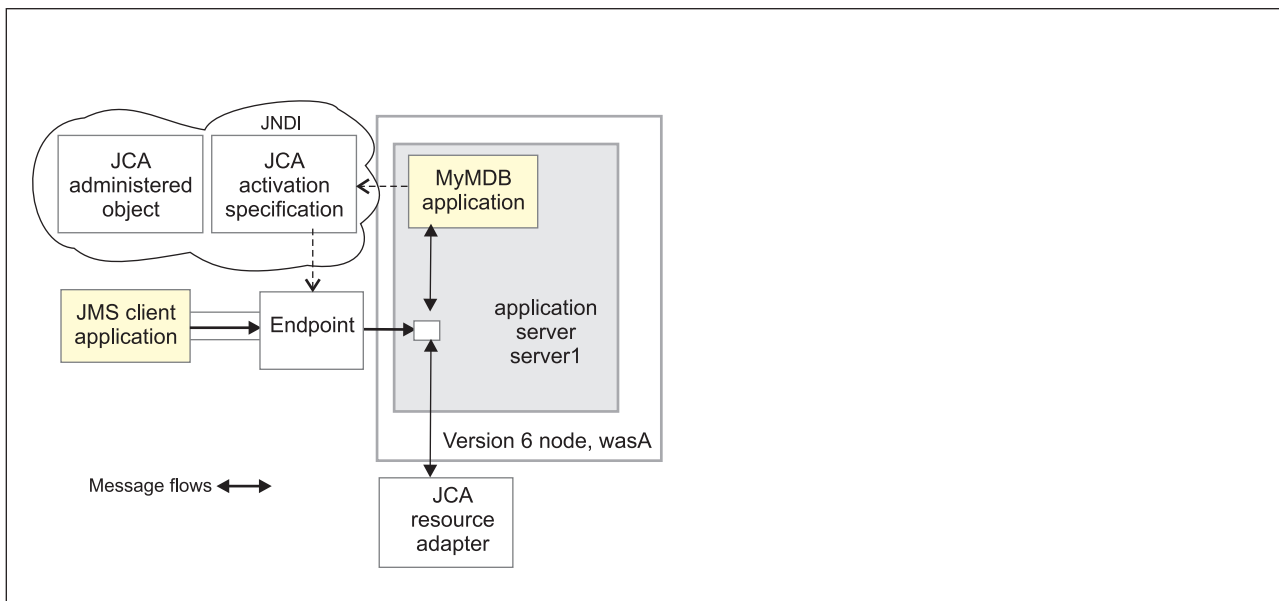 JNDI
JCA
administered
object
JCA
activation
specification
MyMDB
application
JMS client
application
Endpoint
application
server
server1
Version 6 node, wasA
Message flows
JCA
resource
adapter